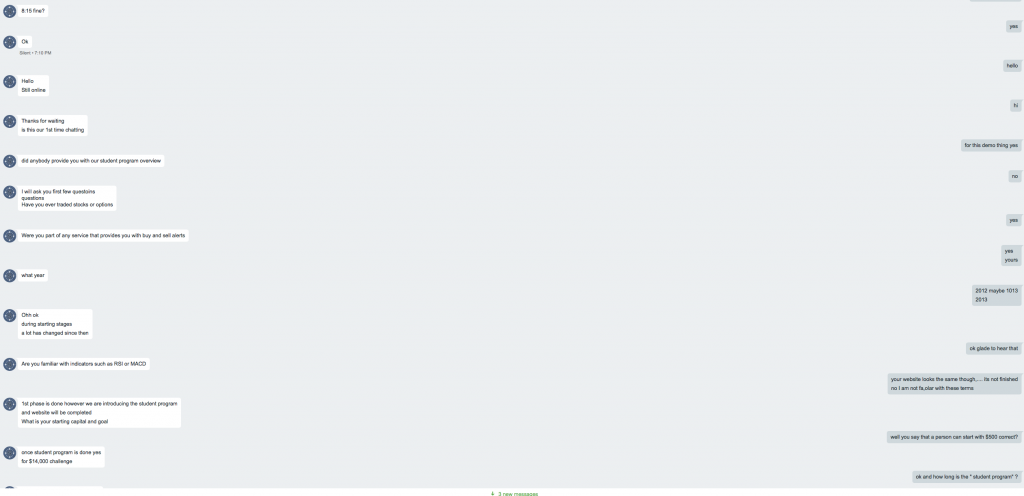 8:15 fine?
yes
Ok
Silent • 7:10 PM
hello
Hello
Still online
hi
Thanks for waiting
is this our 1st time chatting
for this demo thing yes
did anybody provide you with our student program overview
no
I will ask you first few questoins
questions
Have you ever traded stocks or options
yes
Were you part of any service that provides you with buy and sell alerts
yes
yours
what year
2012 maybe 1013
2013
Ohh ok
during starting stages
a lot has changed since then
ok glade to hear that
Are you familiar with indicators such as RSI or MACD
your website looks the same though,.... its not finished
no I am not fa,olar with these terms
1st phase is done however we are introducing the student program
and website will be completed
What is your starting capital and goal
well you say that a person can start with $500 correct?
once student program is done yes
for $14,000 challenge
ok and how long is the " student program" ?
3 new messages